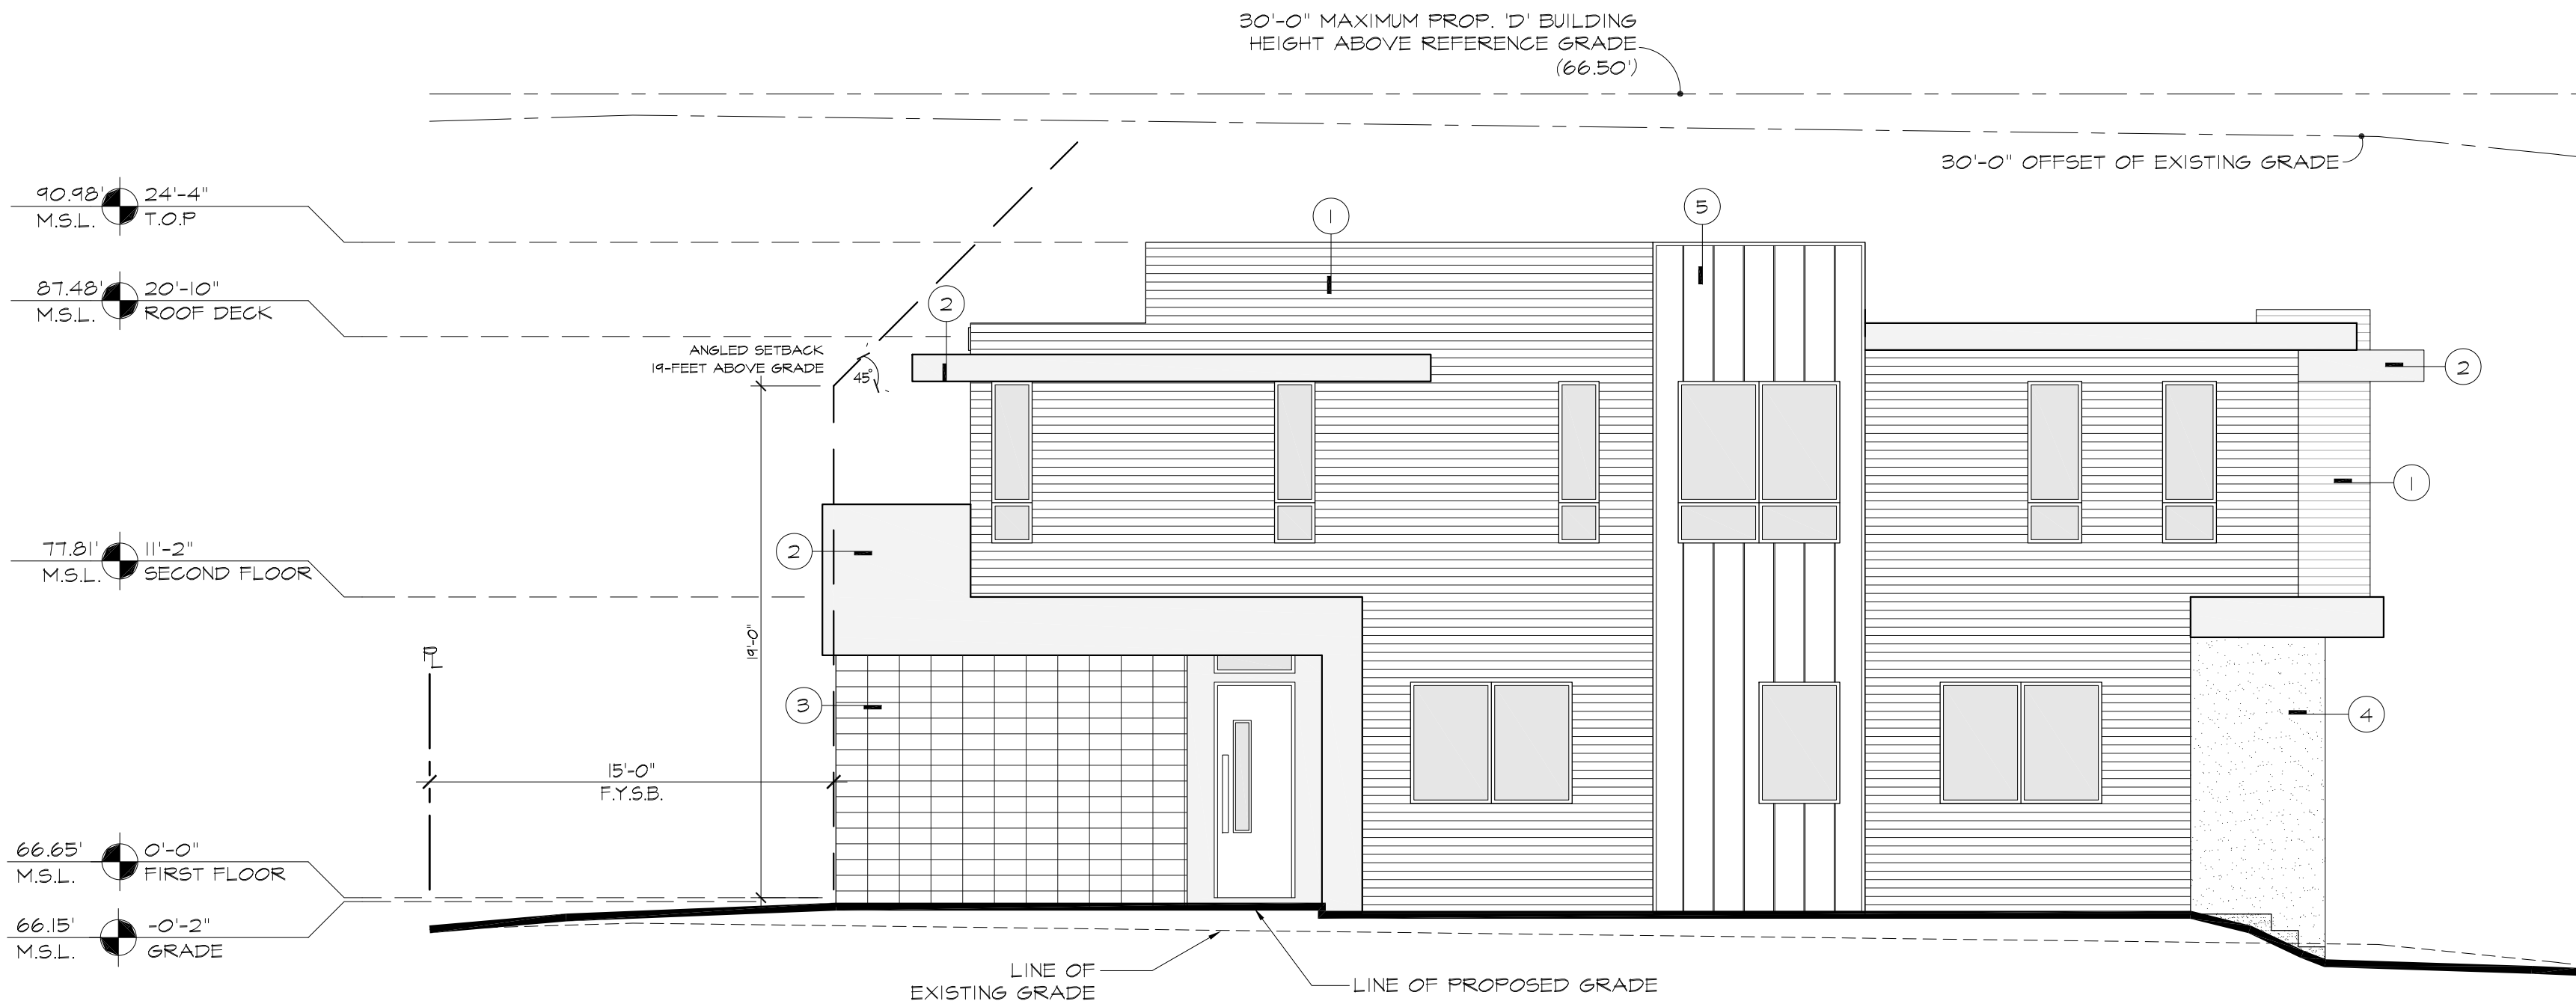 30'-0" MAXIMUM PROP. 'D' BUILDING
HEIGHT ABOVE REFERENCE GRADE
(66.50')
30'-0" OFFSET OF EXISTING GRADE
90.98' 24'-4"
M.S.L. T.O.P
87.48' 20'-10"
M.S.L. ROOF DECK
1
5
2
ANGLED SETBACK
19-FEET ABOVE GRADE
45°
2
1
77.81' 11'-2"
M.S.L. SECOND FLOOR
2
19'-0"
PL
3
4
15'-0"
F.Y.S.B.
66.65' 0'-0"
M.S.L. FIRST FLOOR
66.15' -0'-2"
M.S.L. GRADE
LINE OF
EXISTING GRADE
LINE OF PROPOSED GRADE